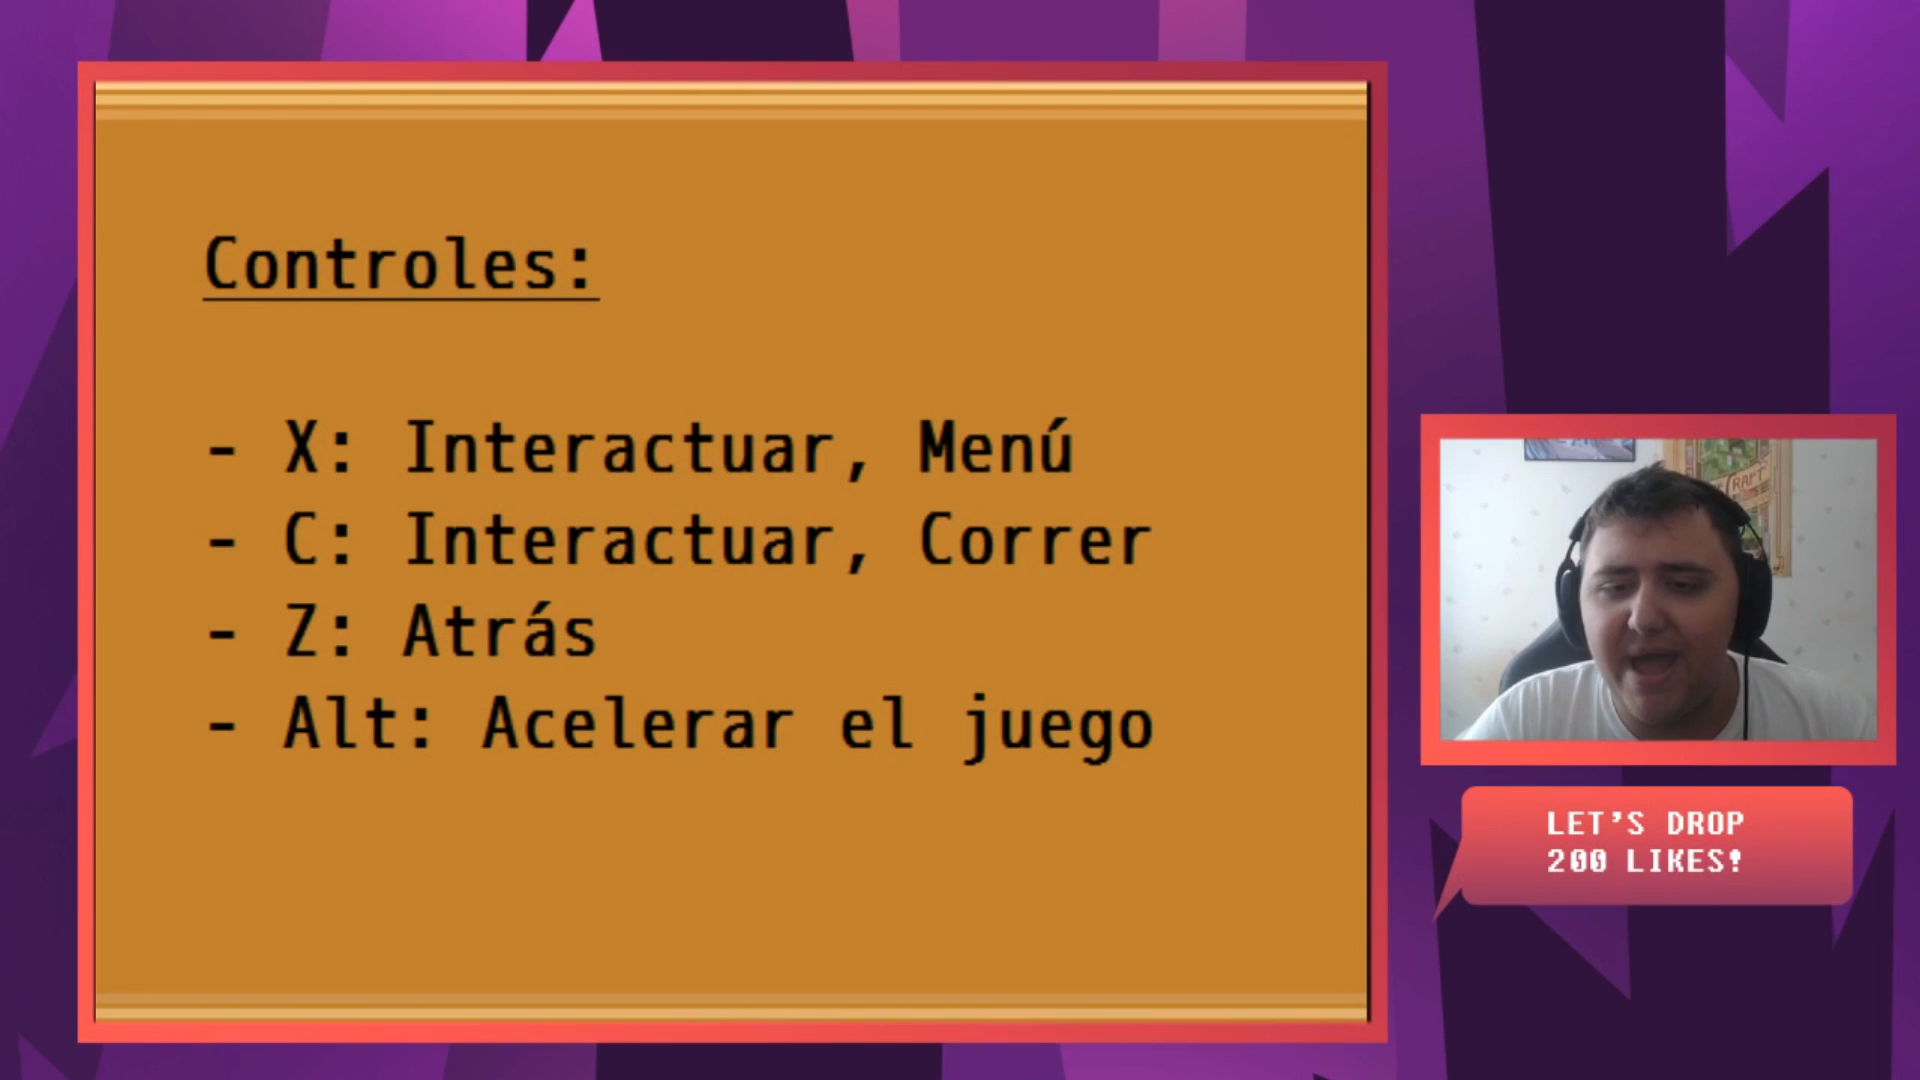 Controles:
- X: Interactuar, Menú
- C: Interactuar, Correr
- Z: Atrás
- Alt: Acelerar el juego
LET'S DROP
200 LIKES!